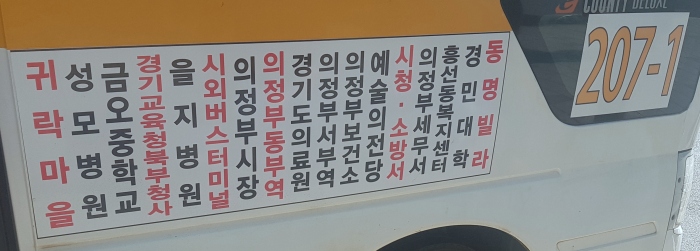 COUNTY DELUXE
207-1
귀락마을
성모병원
금오중학교
경기교육청북부청사
을지병원
시외버스터미널
의정부시장
의정부동부역
경기도의료원
의정부서부역
의정부보건소
예술의전당
시청·소방서
의정부세무서
흥선동복지센터
경민대학
동명빌라